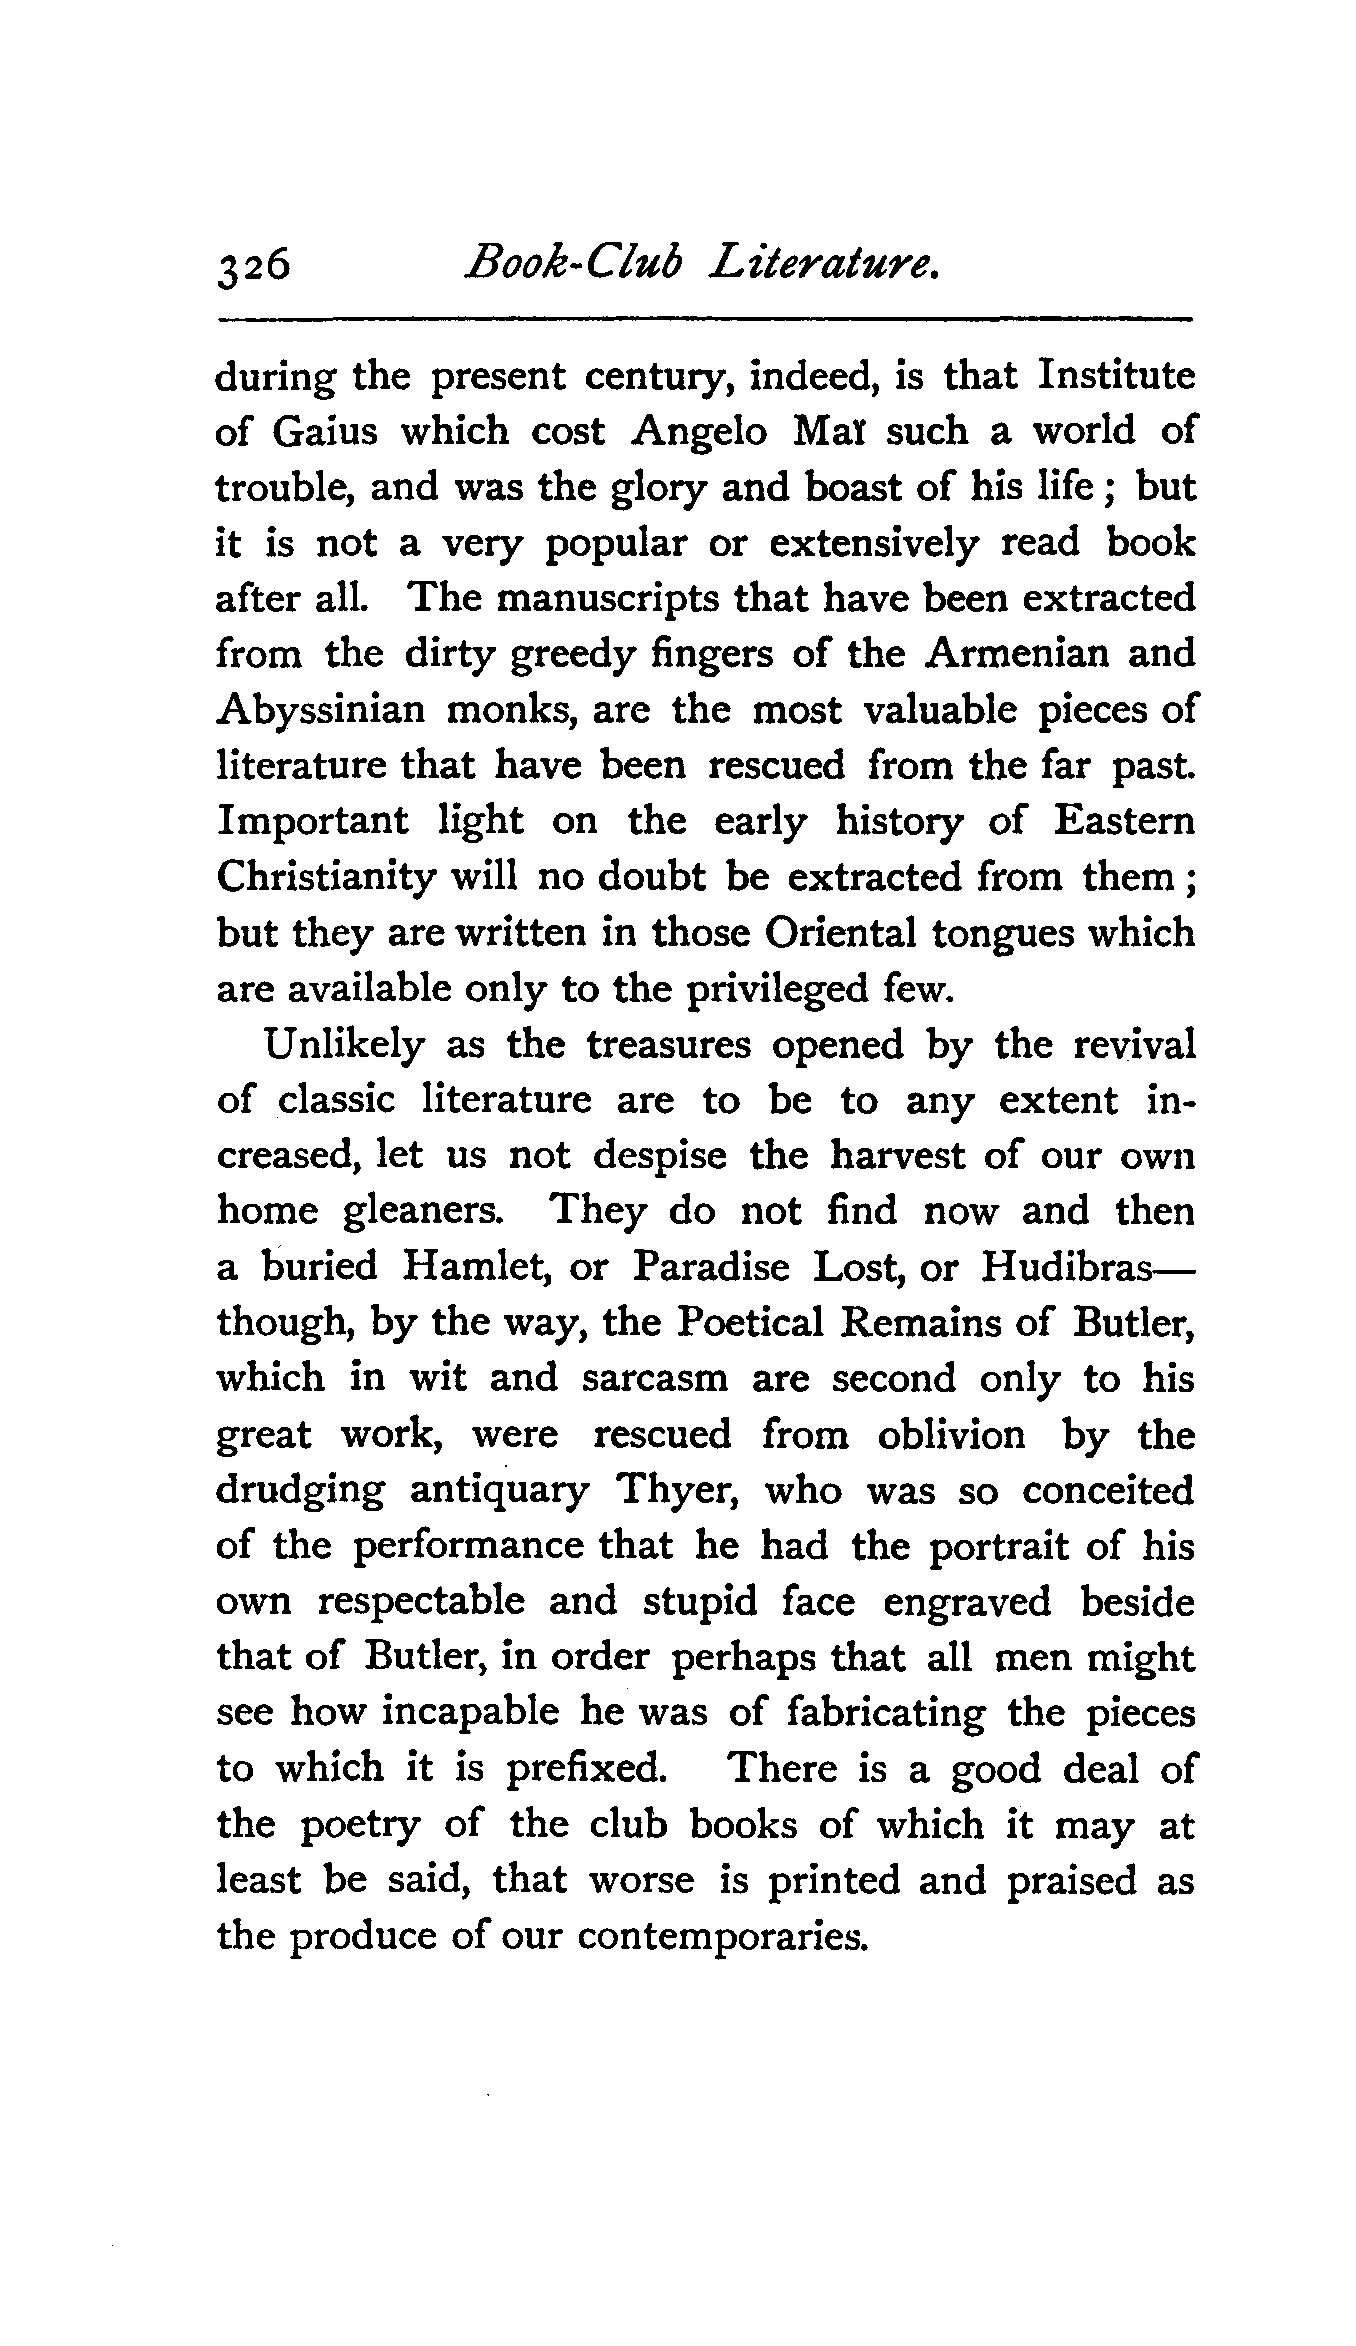 326 Book-Club Literature.
during the present century, indeed, is that Institute
of Gaius which cost Angelo Maï such a world of
trouble, and was the glory and boast of his life ; but
it is not a very popular or extensively read book
after all. The manuscripts that have been extracted
from the dirty greedy fingers of the Armenian and
Abyssinian monks, are the most valuable pieces of
literature that have been rescued from the far past.
Important light on the early history of Eastern
Christianity will no doubt be extracted from them ;
but they are written in those Oriental tongues which
are available only to the privileged few.
Unlikely as the treasures opened by the revival
of classic literature are to be to any extent in-
creased, let us not despise the harvest of our own
home gleaners. They do not find now and then
a buried Hamlet, or Paradise Lost, or Hudibras—
though, by the way, the Poetical Remains of Butler,
which in wit and sarcasm are second only to his
great work, were rescued from oblivion by the
drudging antiquary Thyer, who was so conceited
of the performance that he had the portrait of his
own respectable and stupid face engraved beside
that of Butler, in order perhaps that all men might
see how incapable he was of fabricating the pieces
to which it is prefixed. There is a good deal of
the poetry of the club books of which it may at
least be said, that worse is printed and praised as
the produce of our contemporaries.